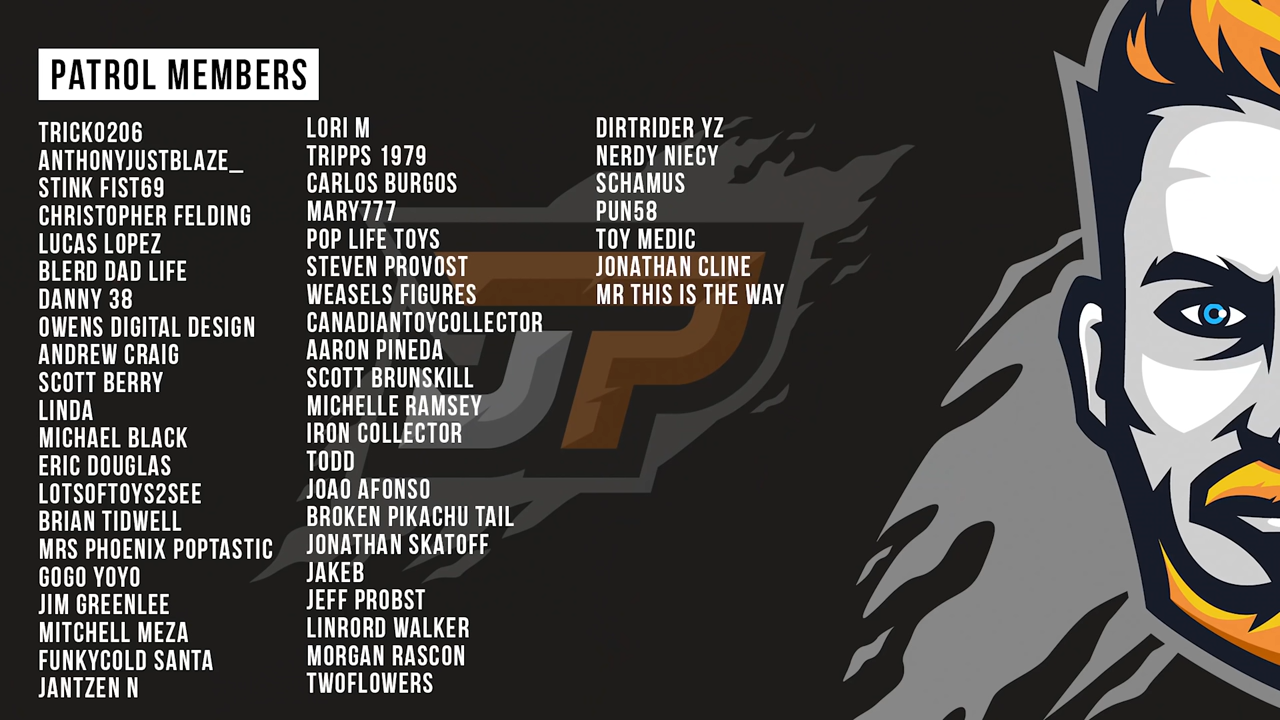 PATROL MEMBERS
TRICKO206
ANTHONYJUSTBLAZE_
STINK FIST69
CHRISTOPHER FELDING
LUCAS LOPEZ
BLERD DAD LIFE
DANNY 38
OWENS DIGITAL DESIGN
ANDREW CRAIG
SCOTT BERRY
LINDA
MICHAEL BLACK
ERIC DOUGLAS
LOTSOFTOYS2SEE
BRIAN TIDWELL
MRS PHOENIX POPTASTIC
GOGO YOYO
JIM GREENLEE
MITCHELL MEZA
FUNKYCOLD SANTA
JANTZEN N
LORI M
TRIPPS 1979
CARLOS BURGOS
MARY777
POP LIFE TOYS
STEVEN PROVOST
WEASELS FIGURES
CANADIANTOYCOLLECTOR
AARON PINEDA
SCOTT BRUNSKILL
MICHELLE RAMSEY
IRON COLLECTOR
TODD
JOAO AFONSO
BROKEN PIKACHU TAIL
JONATHAN SKATOFF
JAKEB
JEFF PROBST
LINRORD WALKER
MORGAN RASCON
TWOFLOWERS
DIRTRIDER YZ
NERDY NIECY
SCHAMUS
PUN58
TOY MEDIC
JONATHAN CLINE
MR THIS IS THE WAY
JP